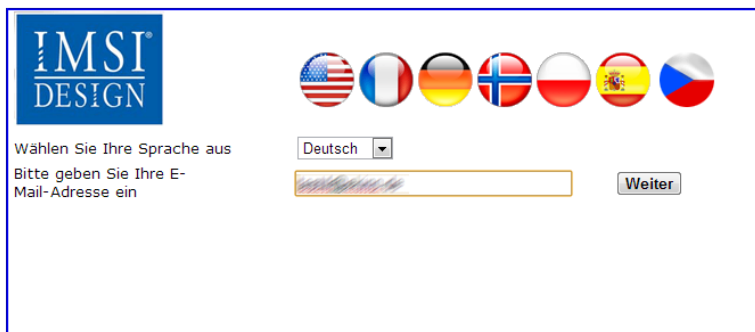 IMSI®
DESIGN
Wählen Sie Ihre Sprache aus
Deutsch
Bitte geben Sie Ihre E-
Mail-Adresse ein
Weiter